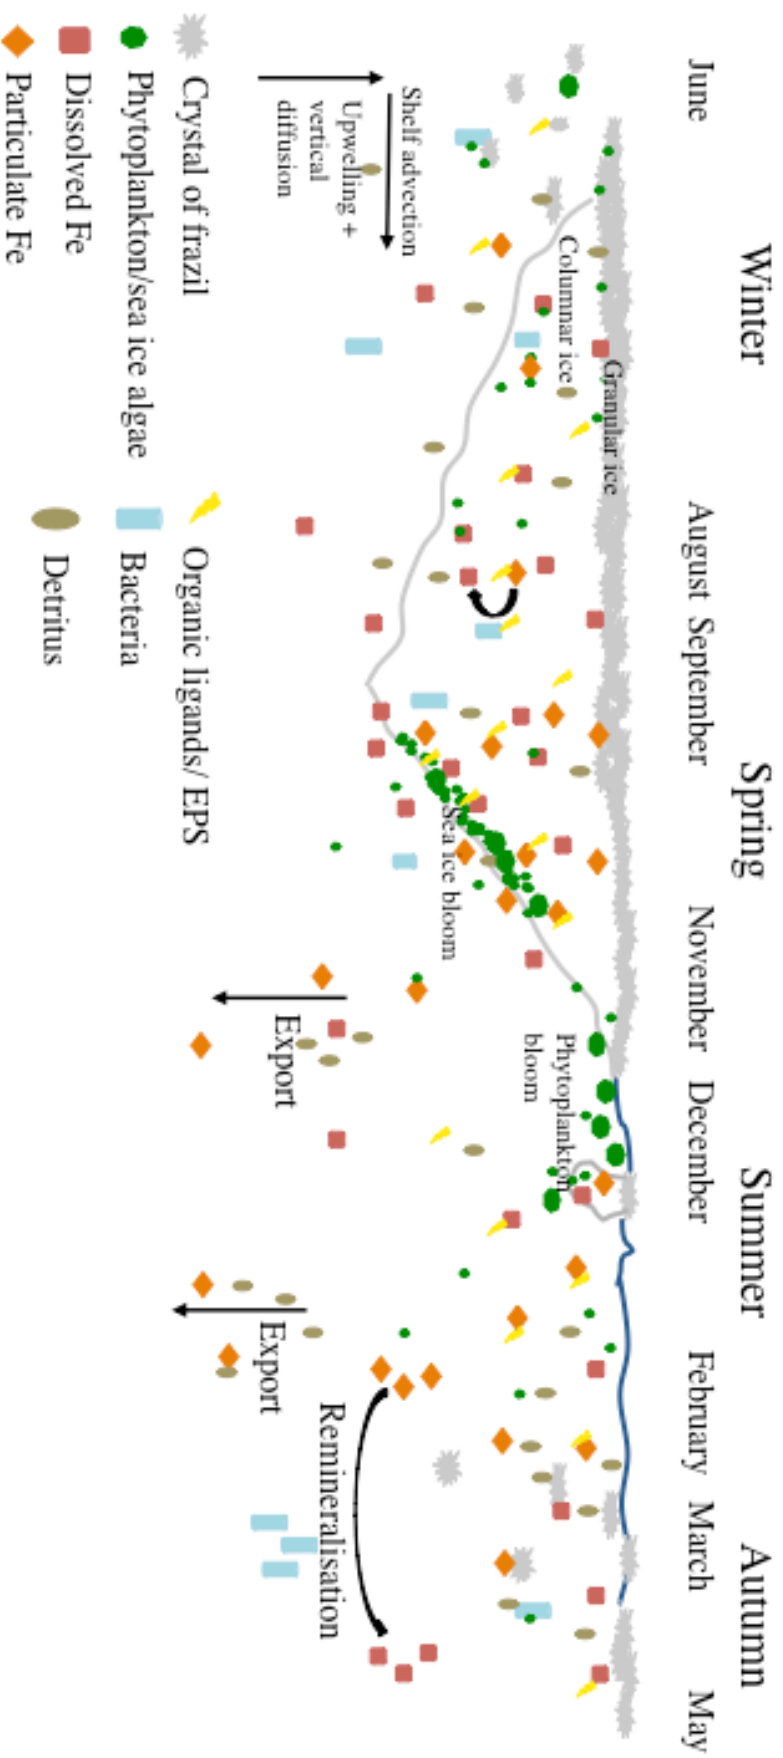 Winter
Spring
Summer
Autumn
June
August
September
November
December
February
March
May
Granular ice
Columnar ice
Shelf advection
Upwelling +
vertical
diffusion
Sea ice bloom
Phytoplankton
bloom
Export
Export
Remineralisation
Crystal of frazil
Phytoplankton/sea ice algae
Dissolved Fe
Particulate Fe
Organic ligands/ EPS
Bacteria
Detritus